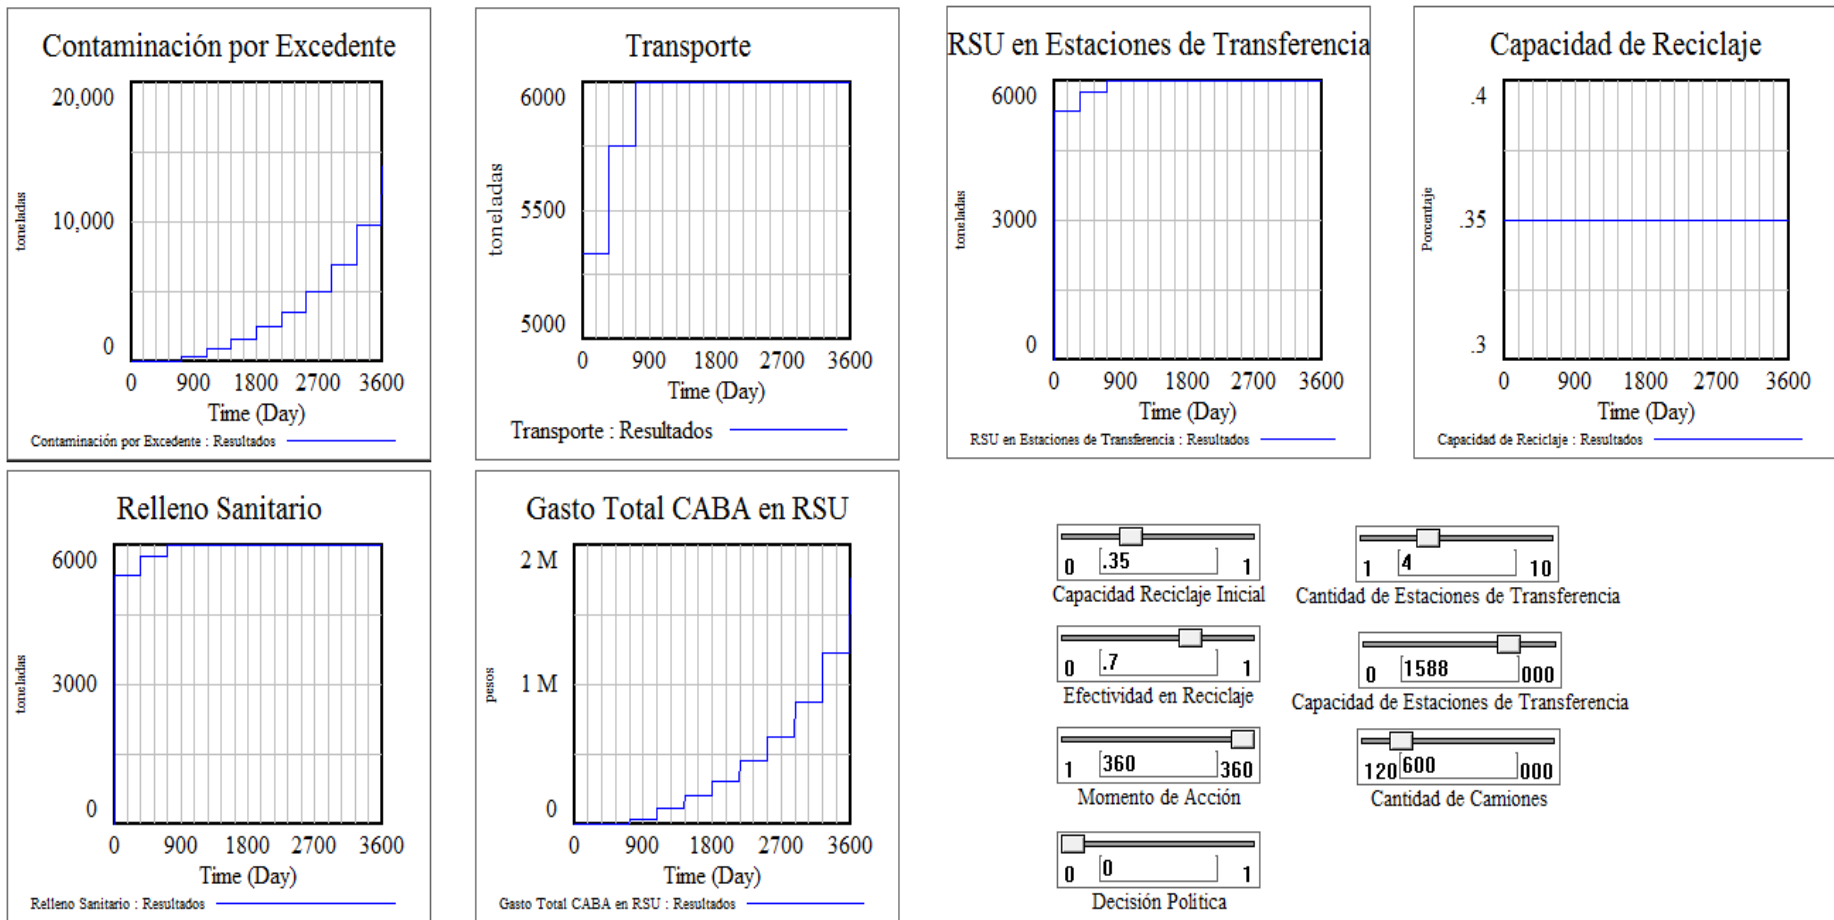 Contaminación por Excedente
20,000
10,000
0
toneladas
0 900 1800 2700 3600
Time (Day)
Contaminación por Excedente : Resultados
Transporte
6000
5500
5000
toneladas
0 900 1800 2700 3600
Time (Day)
Transporte : Resultados
RSU en Estaciones de Transferencia
6000
3000
0
toneladas
0 900 1800 2700 3600
Time (Day)
RSU en Estaciones de Transferencia : Resultados
Capacidad de Reciclaje
.4
.35
.3
Porcentaje
0 900 1800 2700 3600
Time (Day)
Capacidad de Reciclaje : Resultados
Relleno Sanitario
6000
3000
0
toneladas
0 900 1800 2700 3600
Time (Day)
Relleno Sanitario : Resultados
Gasto Total CABA en RSU
2 M
1 M
0
pesos
0 900 1800 2700 3600
Time (Day)
Gasto Total CABA en RSU : Resultados
0 .35 1
Capacidad Reciclaje Inicial
1 4 10
Cantidad de Estaciones de Transferencia
0 .7 1
Efectividad en Reciclaje
0 1588 000
Capacidad de Estaciones de Transferencia
1 360 360
Momento de Acción
120 600 000
Cantidad de Camiones
0 0 1
Decisión Política